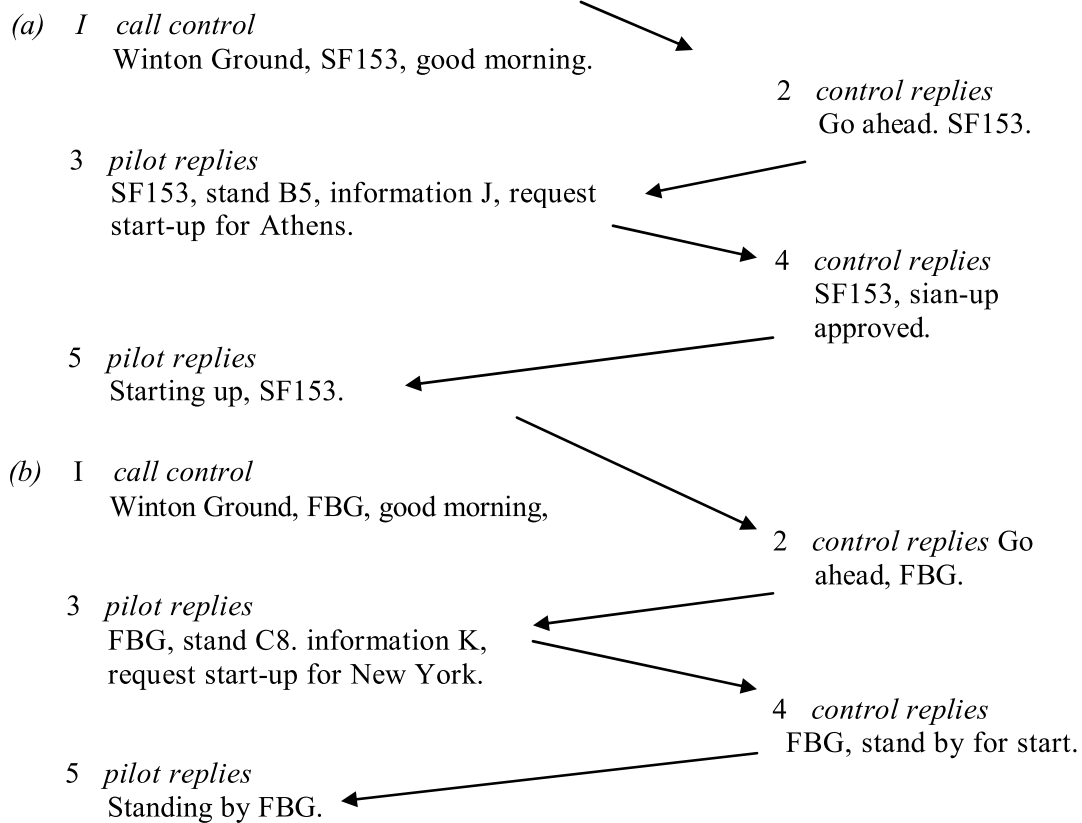 (a) I call control
Winton Ground, SF153, good morning.
2 control replies
Go ahead. SF153.
3 pilot replies
SF153, stand B5, information J, request
start-up for Athens.
4 control replies
SF153, sian-up
approved.
5 pilot replies
Starting up, SF153.
(b) I call control
Winton Ground, FBG, good morning,
2 control replies Go
ahead, FBG.
3 pilot replies
FBG, stand C8. information K,
request start-up for New York.
4 control replies
FBG, stand by for start.
5 pilot replies
Standing by FBG.